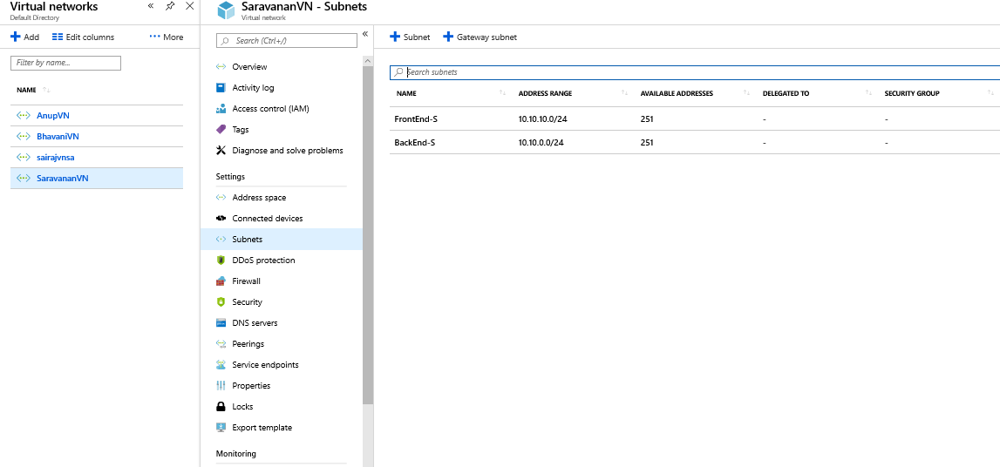 Virtual networks
Default Directory
Add Edit columns More
Filter by name...
NAME
AnupVN
BhavaniVN
sairajvnsa
SaravananVN
SaravananVN - Subnets
Virtual network
Search (Ctrl+/)
Overview
Activity log
Access control (IAM)
Tags
Diagnose and solve problems
Settings
Address space
Connected devices
Subnets
DDoS protection
Firewall
Security
DNS servers
Peerings
Service endpoints
Properties
Locks
Export template
Monitoring
Subnet Gateway subnet
Search subnets
NAME ADDRESS RANGE AVAILABLE ADDRESSES DELEGATED TO SECURITY GROUP
FrontEnd-S 10.10.10.0/24 251 - -
BackEnd-S 10.10.0.0/24 251 - -